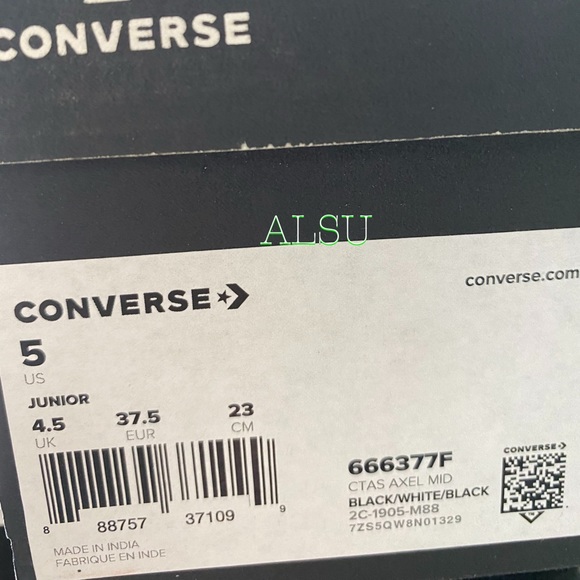 CONVERSE
ALSU
CONVERSE
converse.com
5
US
JUNIOR
4.5 37.5 23
UK EUR CM
8 88757 37109 9
MADE IN INDIA
FABRIQUE EN INDE
666377F
CTAS AXEL MID
BLACK/WHITE/BLACK
2C-1905-M88
7ZS5QW8N01329
CONVERSE